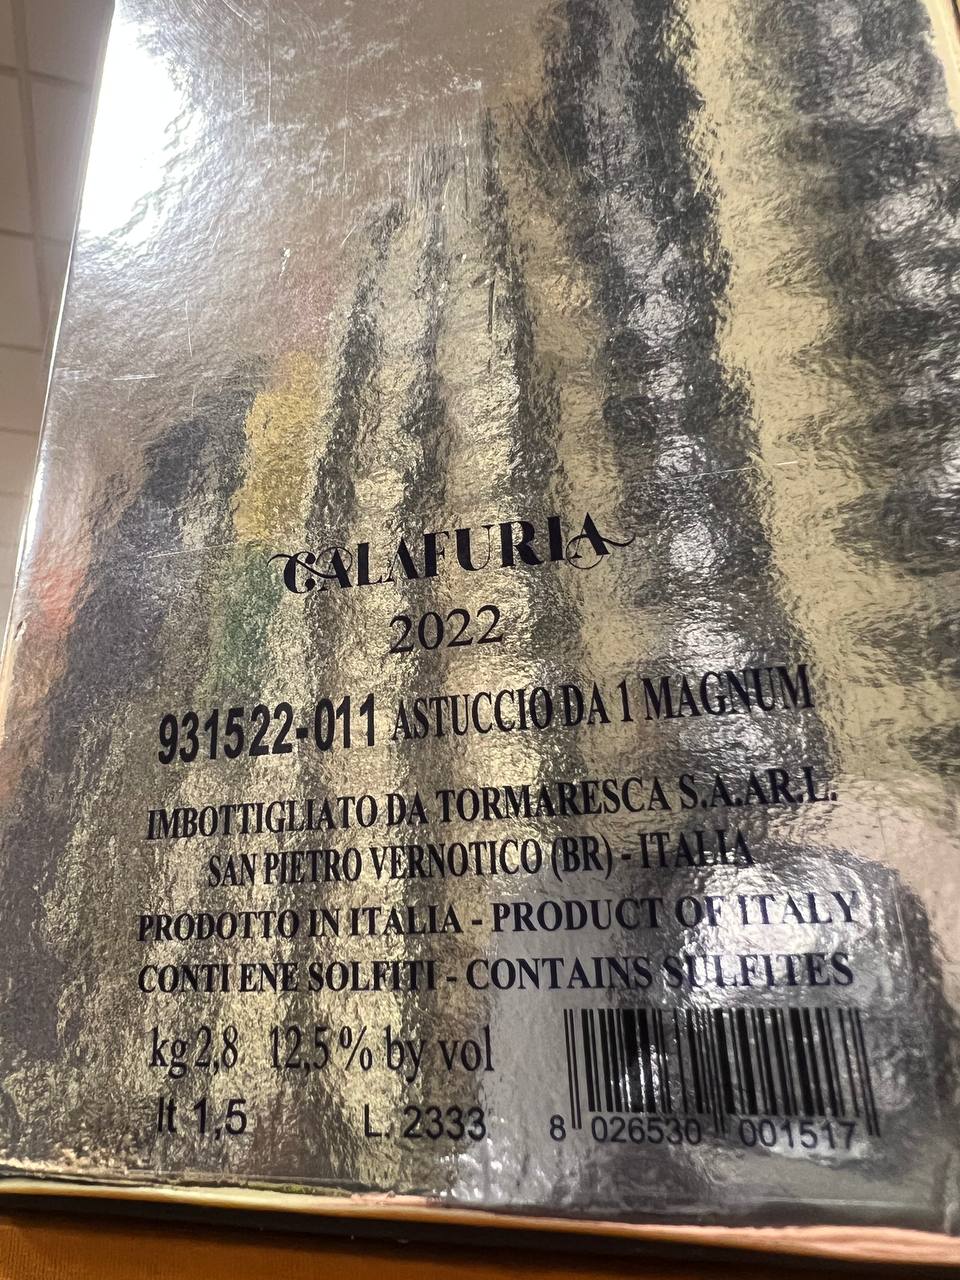 CALAFURIA
2022
931522-011 ASTUCCIO DA 1 MAGNUM
IMBOTTIGLIATO DA TORMARESCA S.A.AR.L.
SAN PIETRO VERNOTICO (BR) - ITALIA
PRODOTTO IN ITALIA - PRODUCT OF ITALY
CONTIENE SOLFITI - CONTAINS SULFITES
kg 2,8 12,5 % by vol
lt 1,5 L. 2333
8 026530 001517